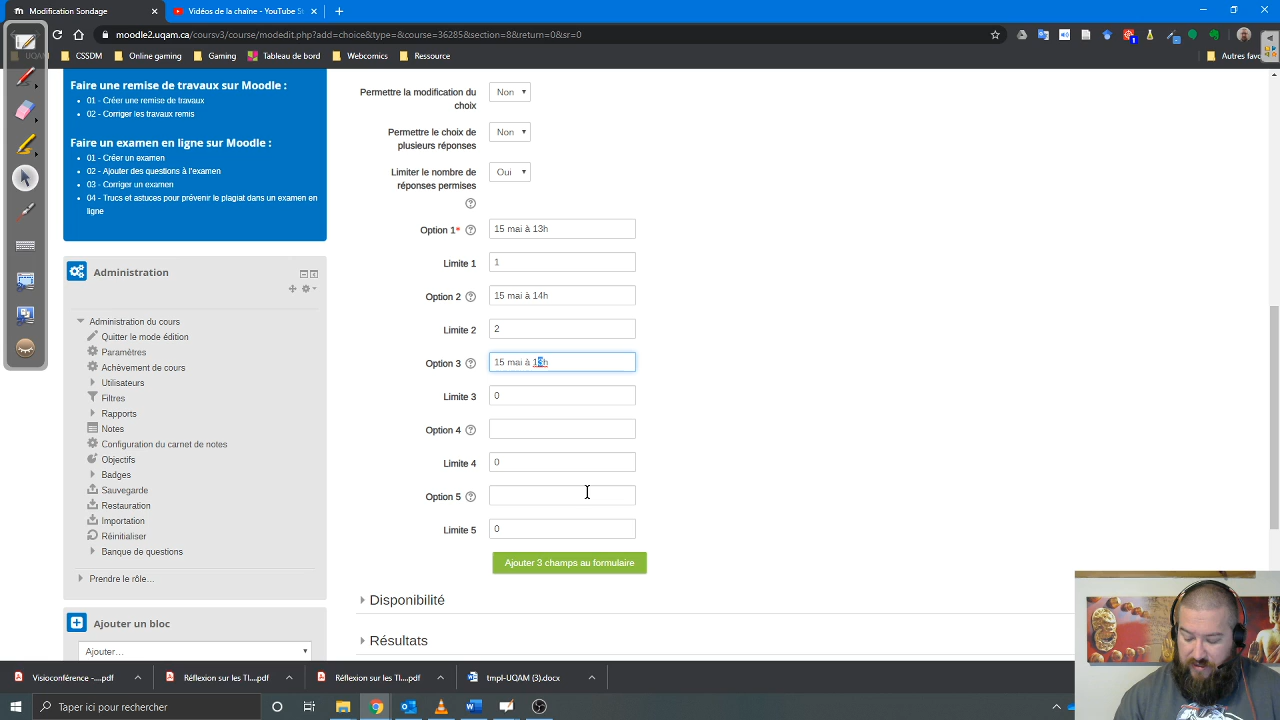 Modification Sondage
Vidéos de la chaîne - YouTube St
moodle2.uqam.ca/coursv3/course/modedit.php?add=choice&type=&course=36285&section=8&return=0&sr=0
UQAM
CSSDM
Online gaming
Gaming
Tableau de bord
Webcomics
Ressource
Autres favo
Faire une remise de travaux sur Moodle :
01 - Créer une remise de travaux
02 - Corriger les travaux remis
Faire un examen en ligne sur Moodle :
01 - Créer un examen
02 - Ajouter des questions à l'examen
03 - Corriger un examen
04 - Trucs et astuces pour prévenir le plagiat dans un examen en
ligne
Administration
Administration du cours
Quitter le mode édition
Paramètres
Achèvement de cours
Utilisateurs
Filtres
Rapports
Notes
Configuration du carnet de notes
Objectifs
Badges
Sauvegarde
Restauration
Importation
Réinitialiser
Banque de questions
Prendre le rôle...
Ajouter un bloc
Ajouter...
Permettre la modification du
choix
Non
Permettre le choix de
plusieurs réponses
Non
Limiter le nombre de
réponses permises
Oui
Option 1*
15 mai à 13h
Limite 1
1
Option 2
15 mai à 14h
Limite 2
2
Option 3
15 mai à 13h
Limite 3
0
Option 4
Limite 4
0
Option 5
Limite 5
0
Ajouter 3 champs au formulaire
Disponibilité
Résultats
Visioconférence -....pdf
Réflexion sur les TI....pdf
Réflexion sur les TI....pdf
tmpl-UQAM (3).docx
Taper ici pour rechercher